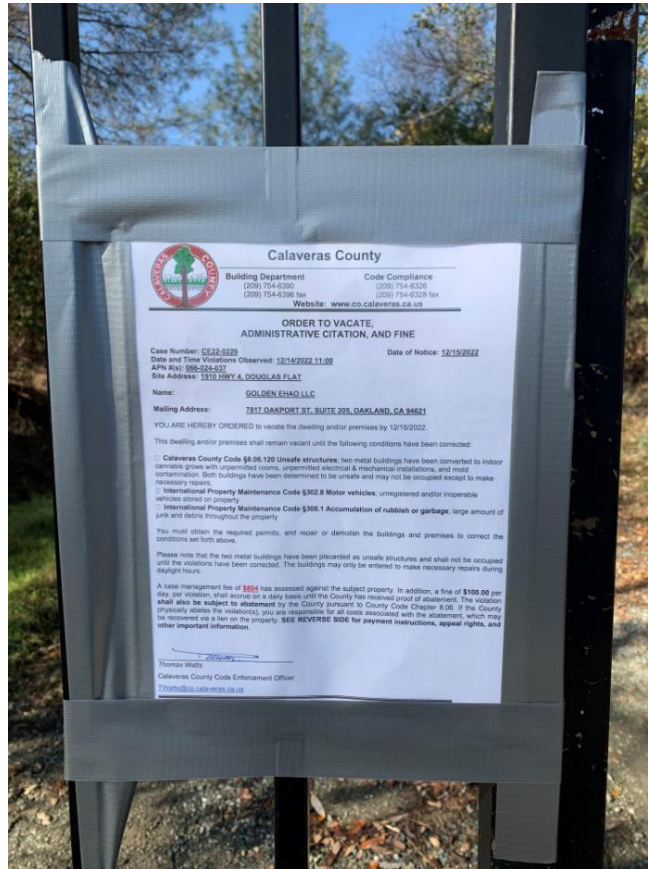 CALAVERAS COUNTY
Calaveras County
Building Department
(209) 754-6390
(209) 754-6396 fax
Code Compliance
(209) 754-6326
(209) 754-6328 fax
Website: www.co.calaveras.ca.us
ORDER TO VACATE,
ADMINISTRATIVE CITATION, AND FINE
Case Number: CE22-0229
Date of Notice: 12/15/2022
Date and Time Violations Observed: 12/14/2022 11:00
APN #(s): 066-024-037
Site Address: 1910 HWY 4, DOUGLAS FLAT
Name: GOLDEN EHAO LLC
Mailing Address: 7817 OAKPORT ST, SUITE 205, OAKLAND, CA 94621
YOU ARE HEREBY ORDERED to vacate the dwelling and/or premises by 12/15/2022.
This dwelling and/or premises shall remain vacant until the following conditions have been corrected:
□ Calaveras County Code §8.06.120 Unsafe structures; two metal buildings have been converted to indoor
cannabis grows with unpermitted rooms, unpermitted electrical & mechanical installations, and mold
contamination. Both buildings have been determined to be unsafe and may not be occupied except to make
necessary repairs.
□ International Property Maintenance Code §302.8 Motor vehicles; unregistered and/or inoperable
vehicles stored on property
□ International Property Maintenance Code §308.1 Accumulation of rubbish or garbage; large amount of
junk and debris throughout the property
You must obtain the required permits, and repair or demolish the buildings and premises to correct the
conditions set forth above.
Please note that the two metal buildings have been placarded as unsafe structures and shall not be occupied
until the violations have been corrected. The buildings may only be entered to make necessary repairs during
daylight hours.
A case management fee of $804 has assessed against the subject property. In addition, a fine of $100.00 per
day, per violation, shall accrue on a daily basis until the County has received proof of abatement. The violation
shall also be subject to abatement by the County pursuant to County Code Chapter 8.06. If the County
physically abates the violation(s), you are responsible for all costs associated with the abatement, which may
be recovered via a lien on the property. SEE REVERSE SIDE for payment instructions, appeal rights, and
other important information.
Thomas Watts
Calaveras County Code Enforcement Officer
TWatts@co.calaveras.ca.us